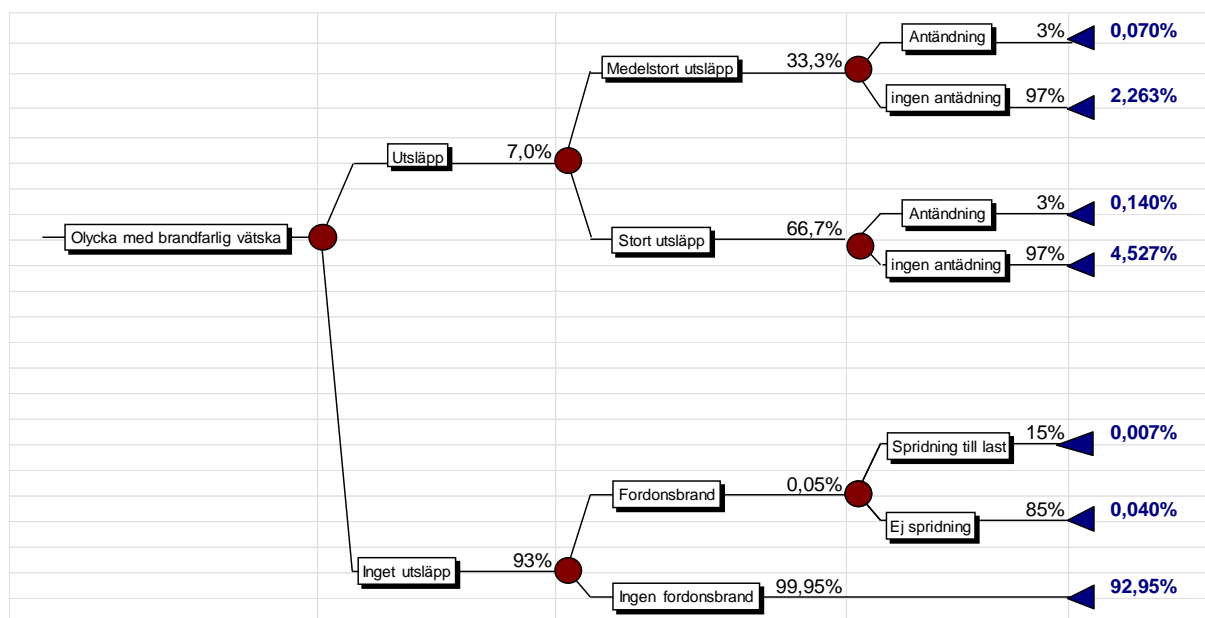 Antändning 3% 0,070%
Medelstort utsläpp 33,3%
ingen antädning 97% 2,263%
Utsläpp 7,0%
Antändning 3% 0,140%
Olycka med brandfarlig vätska
Stort utsläpp 66,7%
ingen antädning 97% 4,527%
Spridning till last 15% 0,007%
Fordonsbrand 0,05%
Ej spridning 85% 0,040%
Inget utsläpp 93%
Ingen fordonsbrand 99,95% 92,95%